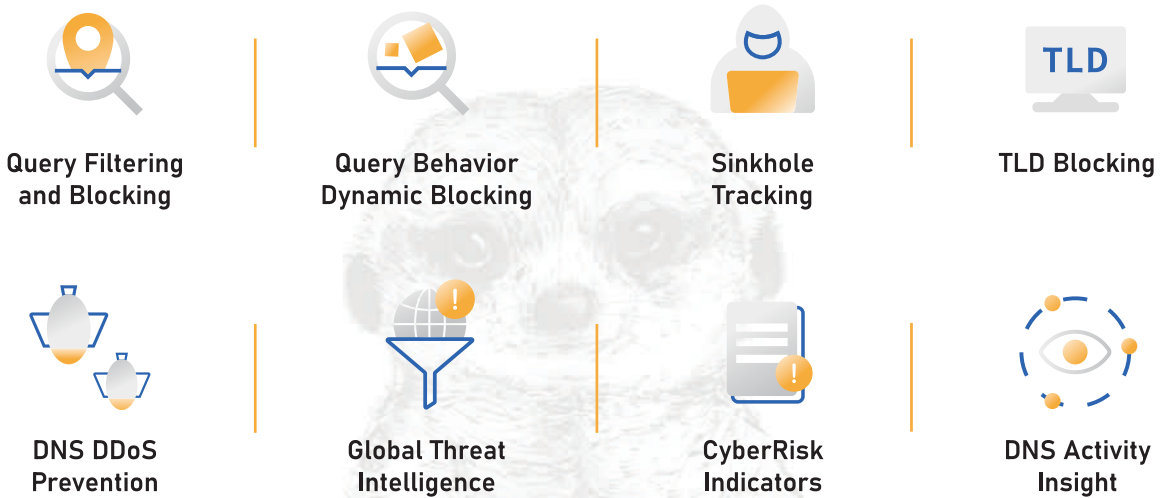 TLD
Query Filtering
and Blocking
Query Behavior
Dynamic Blocking
Sinkhole
Tracking
TLD Blocking
!
!
DNS DDoS
Prevention
Global Threat
Intelligence
CyberRisk
Indicators
DNS Activity
Insight